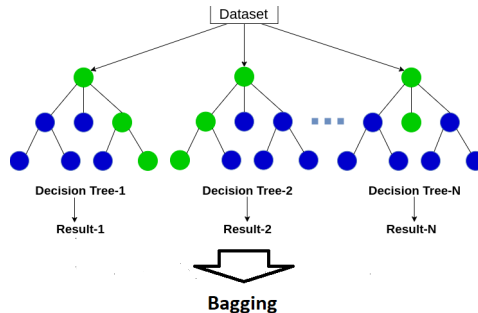 Dataset
Decision Tree-1
Decision Tree-2
Decision Tree-N
Result-1
Result-2
Result-N
Bagging